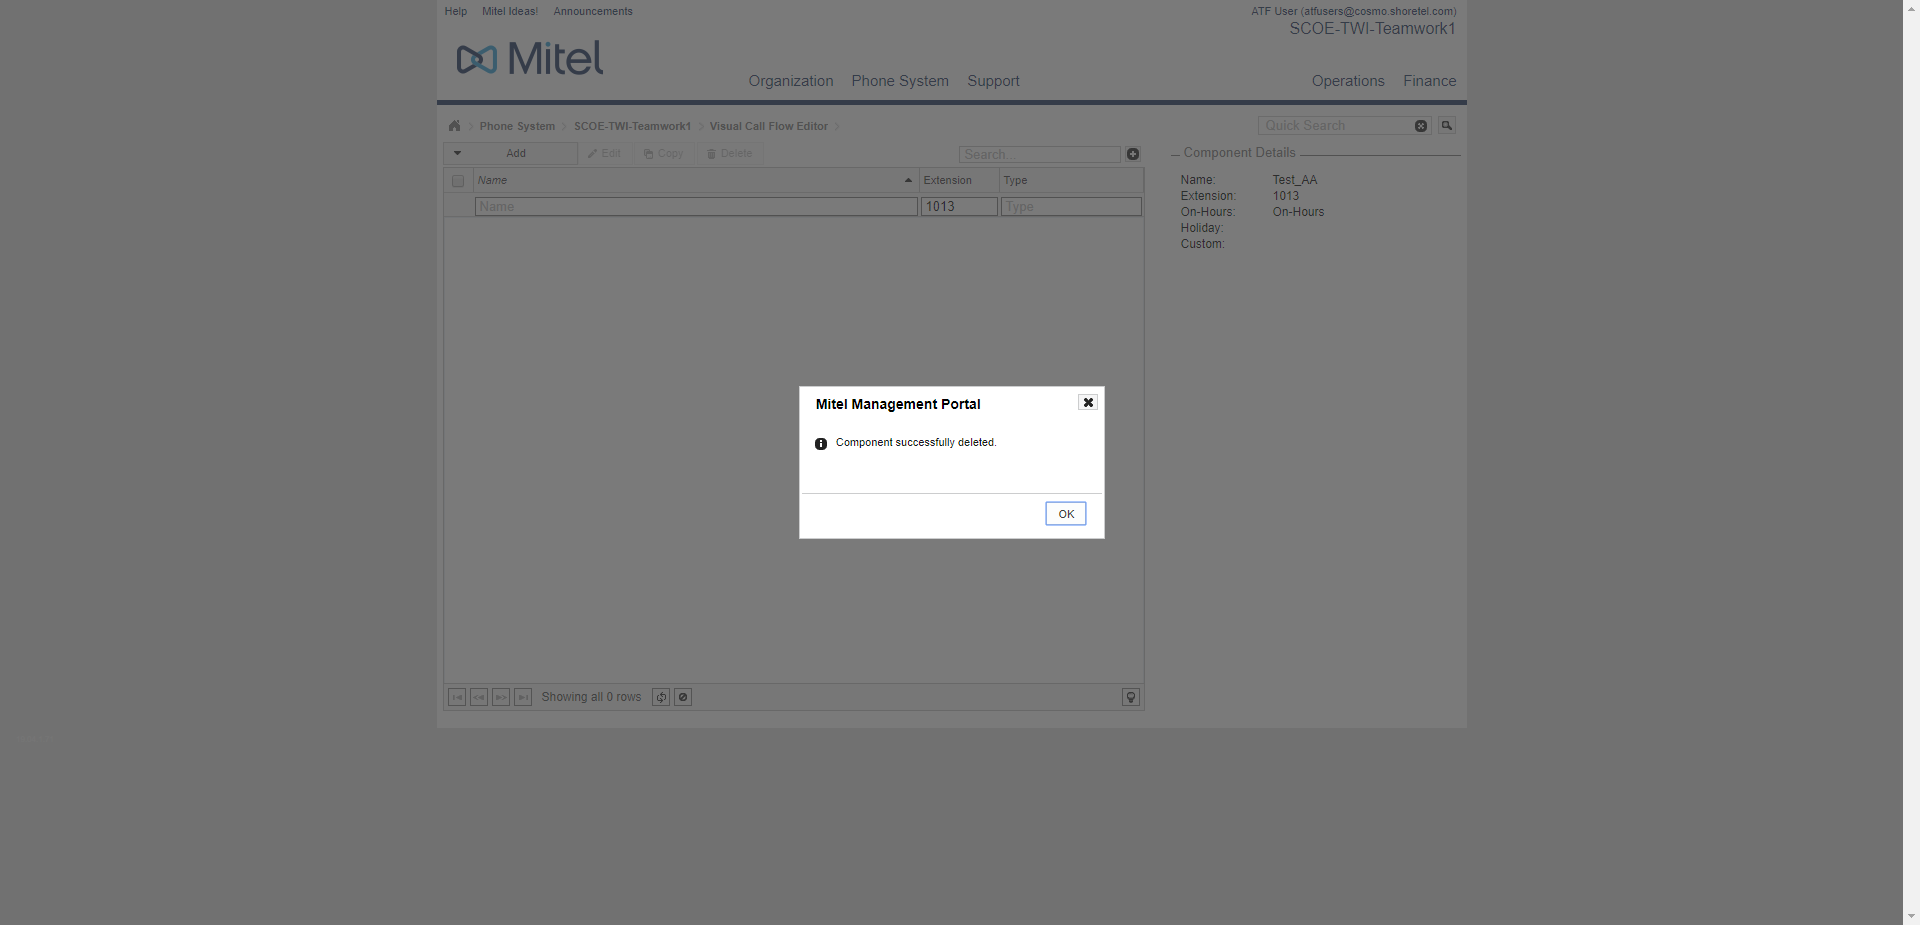 Help Mitel Ideas! Announcements
ATF User (atfusers@cosmo.shoretel.com)
SCOE-TWI-Teamwork1
Mitel
Organization Phone System Support Operations Finance
Phone System SCOE-TWI-Teamwork1 Visual Call Flow Editor
Quick Search
Add Edit Copy Delete
Search...
Component Details
Name Extension Type
Name 1013 Type
Name: Test_AA
Extension: 1013
On-Hours: On-Hours
Holiday:
Custom:
Mitel Management Portal
Component successfully deleted.
OK
Showing all 0 rows